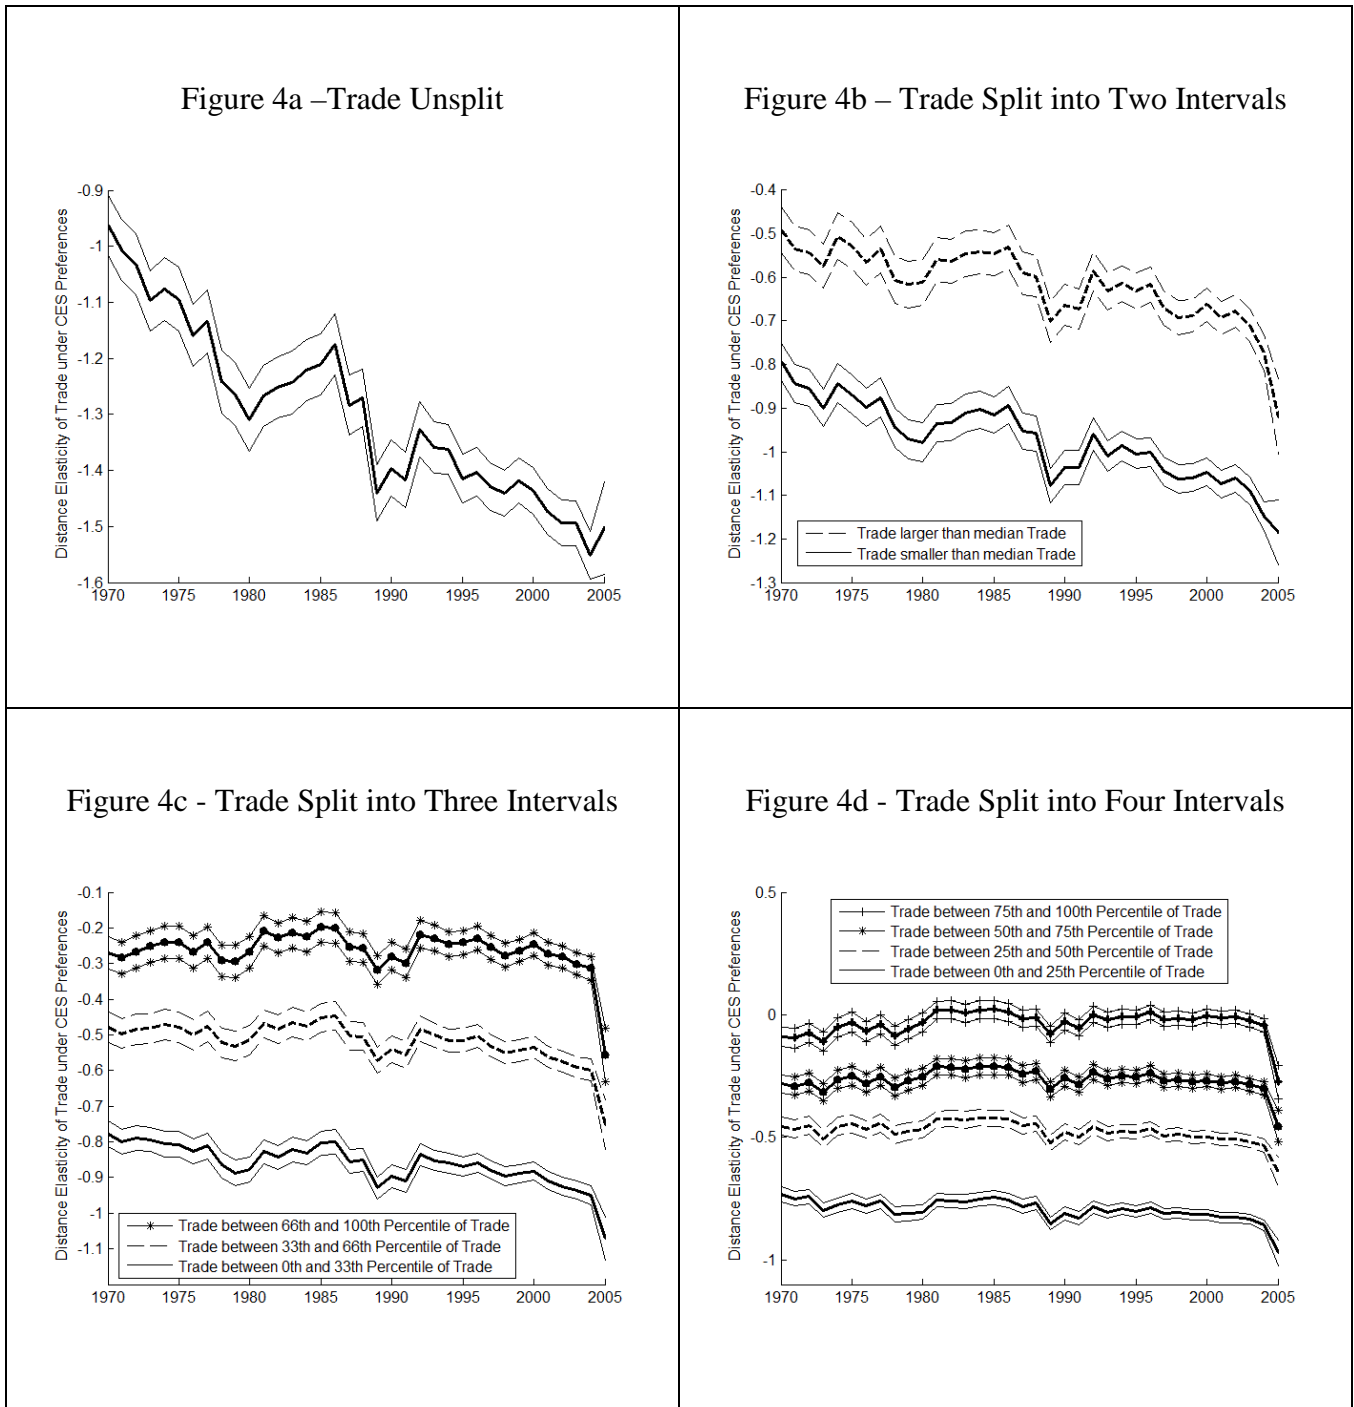 Figure 4a –Trade Unsplit
Distance Elasticity of Trade under CES Preferences
-0.9
-1
-1.1
-1.2
-1.3
-1.4
-1.5
-1.6
1970 1975 1980 1985 1990 1995 2000 2005
Figure 4b – Trade Split into Two Intervals
Distance Elasticity of Trade under CES Preferences
-0.4
-0.5
-0.6
-0.7
-0.8
-0.9
-1
-1.1
-1.2
-1.3
Trade larger than median Trade
Trade smaller than median Trade
1970 1975 1980 1985 1990 1995 2000 2005
Figure 4c - Trade Split into Three Intervals
Distance Elasticity of Trade under CES Preferences
-0.1
-0.2
-0.3
-0.4
-0.5
-0.6
-0.7
-0.8
-0.9
-1
-1.1
Trade between 66th and 100th Percentile of Trade
Trade between 33th and 66th Percentile of Trade
Trade between 0th and 33th Percentile of Trade
1970 1975 1980 1985 1990 1995 2000 2005
Figure 4d - Trade Split into Four Intervals
Distance Elasticity of Trade under CES Preferences
0.5
0
-0.5
-1
Trade between 75th and 100th Percentile of Trade
Trade between 50th and 75th Percentile of Trade
Trade between 25th and 50th Percentile of Trade
Trade between 0th and 25th Percentile of Trade
1970 1975 1980 1985 1990 1995 2000 2005